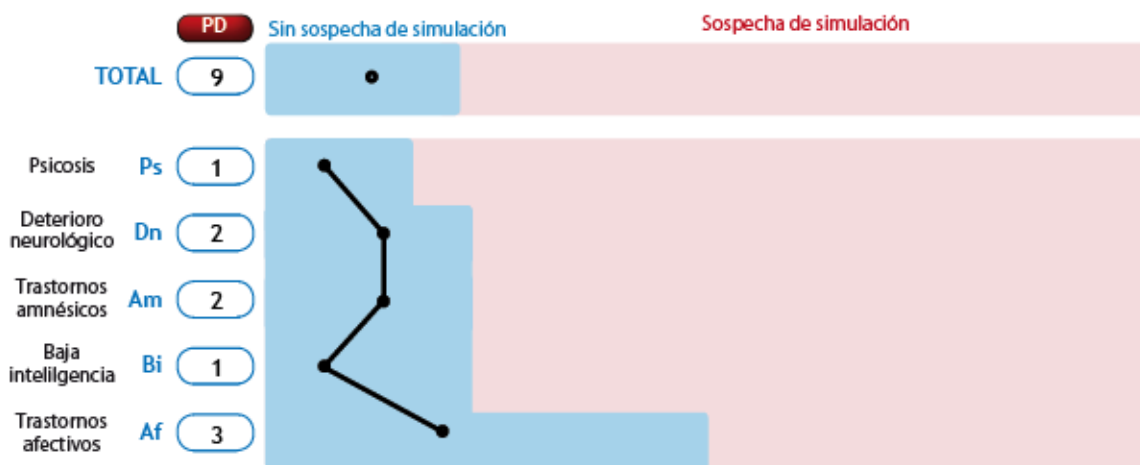 PD Sin sospecha de simulación Sospecha de simulación
TOTAL 9
Psicosis Ps 1
Deterioro
neurológico Dn 2
Trastornos
amnésicos Am 2
Baja
intelilgencia Bi 1
Trastornos
afectivos Af 3